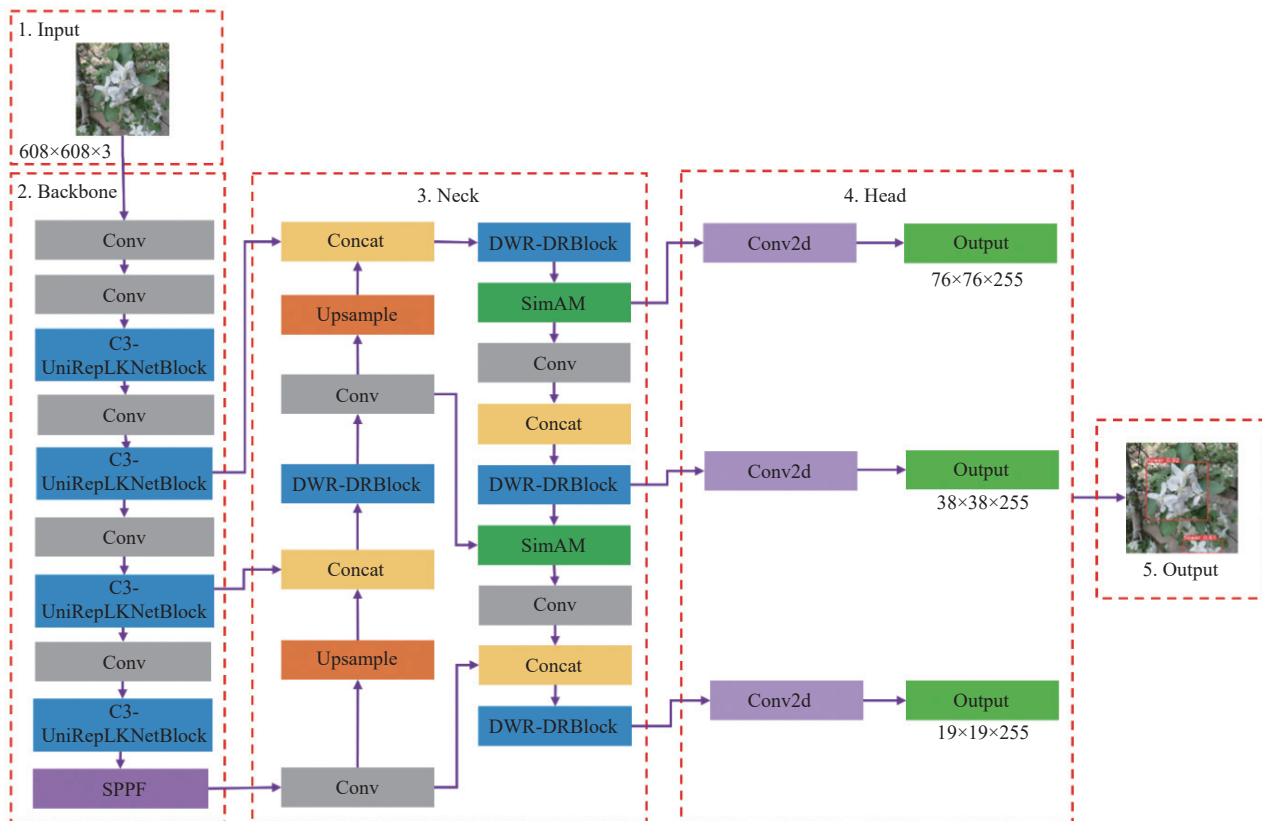 1. Input
608×608×3
2. Backbone
Conv
Conv
C3-
UniRepLKNetBlock
Conv
C3-
UniRepLKNetBlock
Conv
C3-
UniRepLKNetBlock
Conv
C3-
UniRepLKNetBlock
SPPF
3. Neck
Concat
Upsample
Conv
DWR-DRBlock
Concat
Upsample
Conv
DWR-DRBlock
SimAM
Conv
Concat
DWR-DRBlock
SimAM
Conv
Concat
DWR-DRBlock
4. Head
Conv2d
Output
76×76×255
Conv2d
Output
38×38×255
Conv2d
Output
19×19×255
5. Output